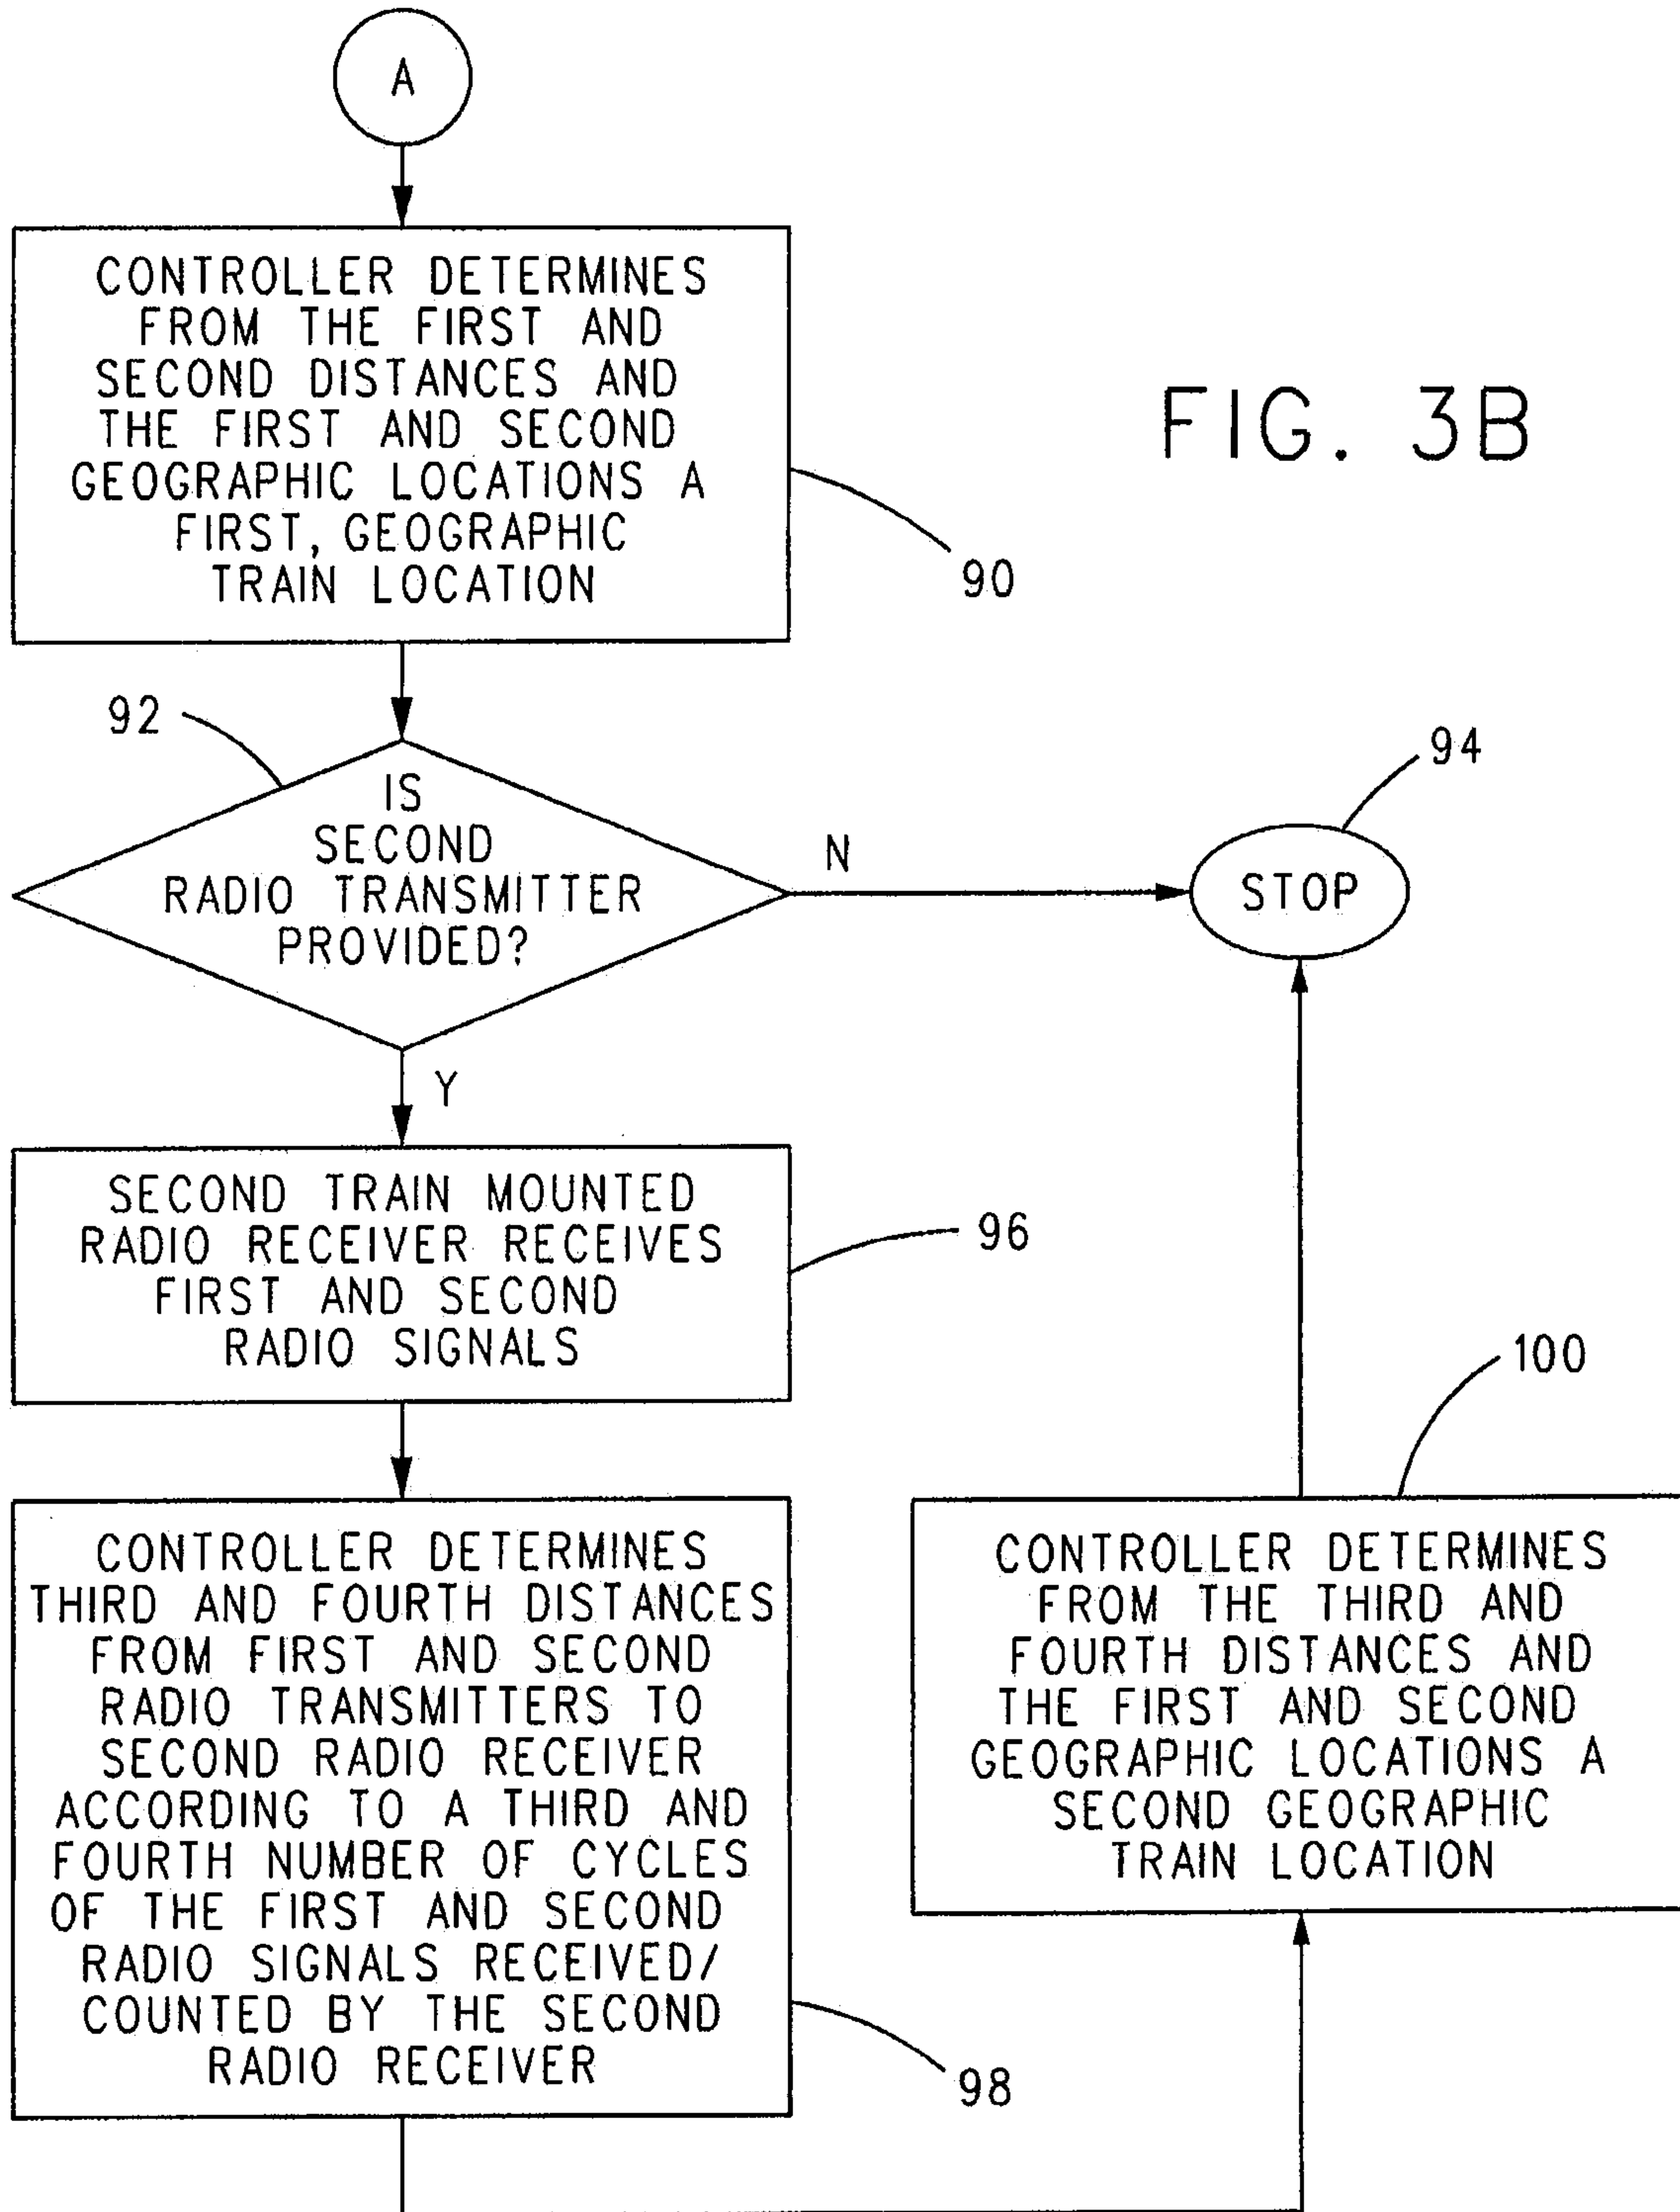 A
CONTROLLER DETERMINES
FROM THE FIRST AND
SECOND DISTANCES AND
THE FIRST AND SECOND
GEOGRAPHIC LOCATIONS A
FIRST, GEOGRAPHIC
TRAIN LOCATION
90
FIG. 3B
92
IS
SECOND
RADIO TRANSMITTER
PROVIDED?
N
94
STOP
Y
SECOND TRAIN MOUNTED
RADIO RECEIVER RECEIVES
FIRST AND SECOND
RADIO SIGNALS
96
CONTROLLER DETERMINES
THIRD AND FOURTH DISTANCES
FROM FIRST AND SECOND
RADIO TRANSMITTERS TO
SECOND RADIO RECEIVER
ACCORDING TO A THIRD AND
FOURTH NUMBER OF CYCLES
OF THE FIRST AND SECOND
RADIO SIGNALS RECEIVED/
COUNTED BY THE SECOND
RADIO RECEIVER
98
100
CONTROLLER DETERMINES
FROM THE THIRD AND
FOURTH DISTANCES AND
THE FIRST AND SECOND
GEOGRAPHIC LOCATIONS A
SECOND GEOGRAPHIC
TRAIN LOCATION